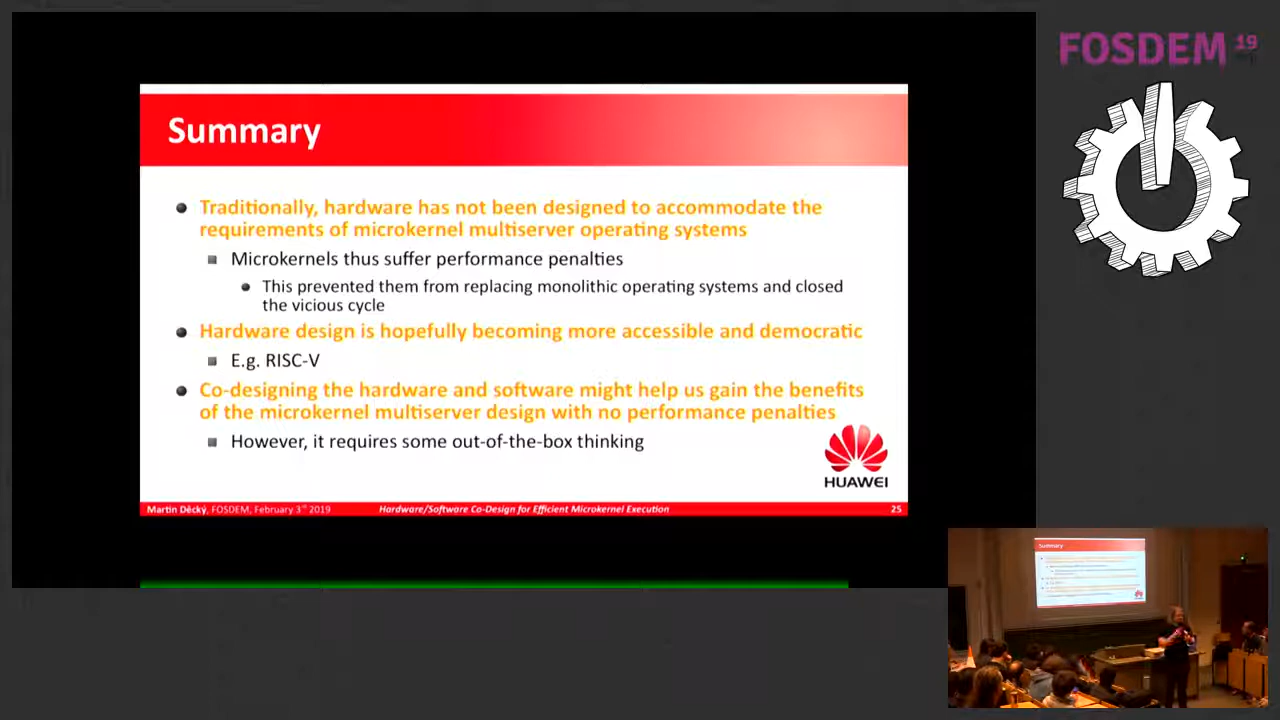 FOSDEM 19
Summary
Traditionally, hardware has not been designed to accommodate the
requirements of microkernel multiserver operating systems
Microkernels thus suffer performance penalties
This prevented them from replacing monolithic operating systems and closed
the vicious cycle
Hardware design is hopefully becoming more accessible and democratic
E.g. RISC-V
Co-designing the hardware and software might help us gain the benefits
of the microkernel multiserver design with no performance penalties
However, it requires some out-of-the-box thinking
HUAWEI
Martin Děcký, FOSDEM, February 3rd 2019 Hardware/Software Co-Design for Efficient Microkernel Execution 25
Summary